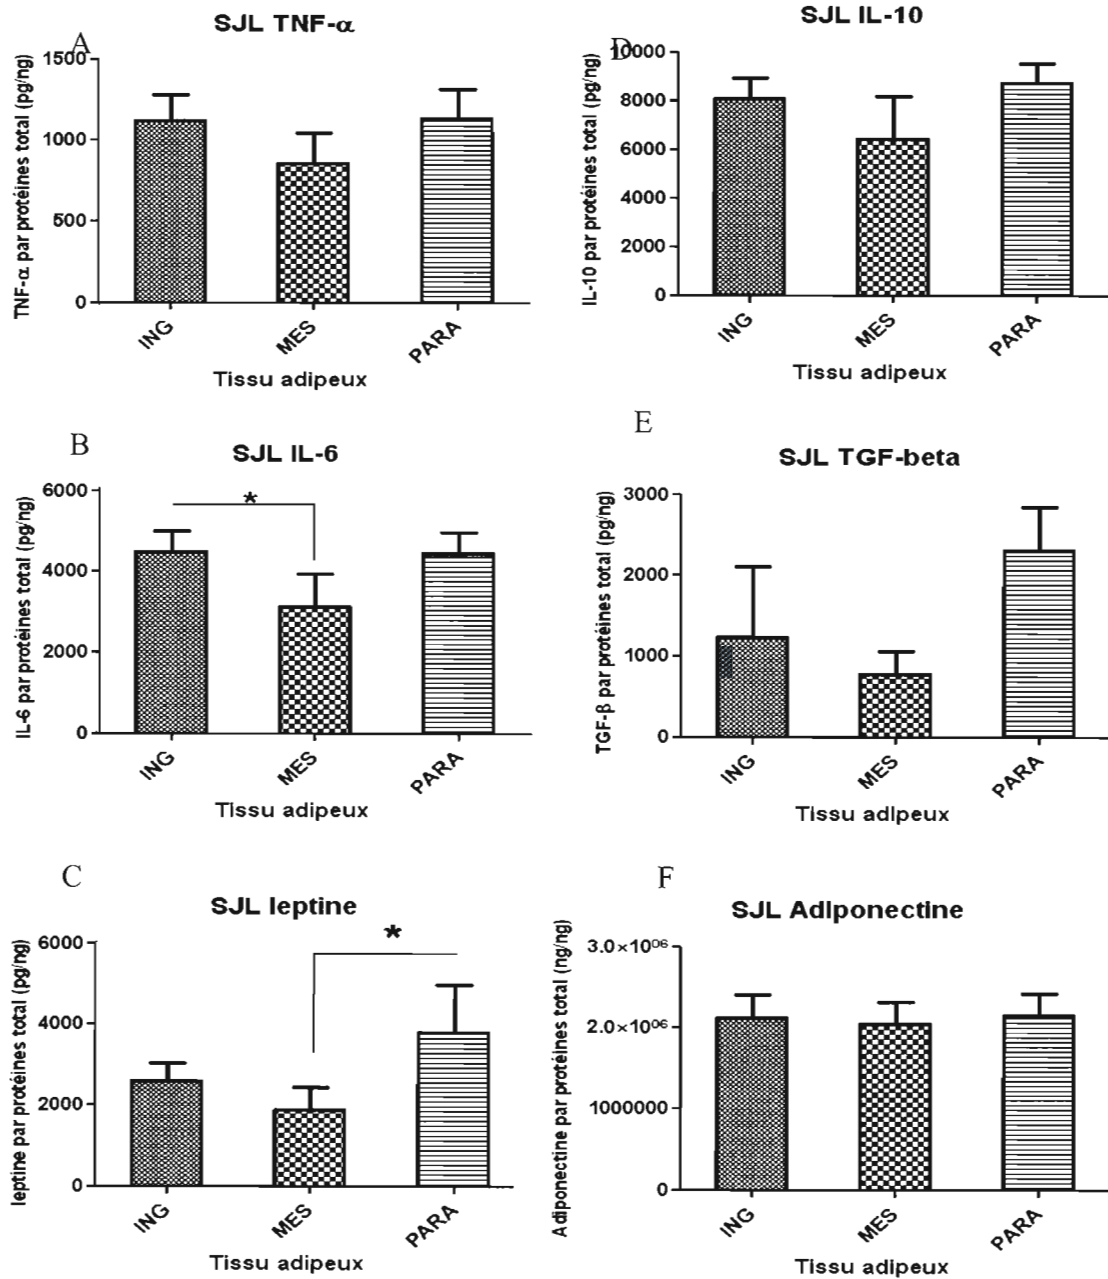 A
SJL TNF-α
TNF-α par protéines total (pg/ng)
1500
1000
500
0
ING
MES
PARA
Tissu adipeux
D
SJL IL-10
IL-10 par protéines total (pg/ng)
10000
8000
6000
4000
2000
0
ING
MES
PARA
Tissu adipeux
B
SJL IL-6
IL-6 par protéines total (pg/ng)
6000
4000
2000
0
*
ING
MES
PARA
Tissu adipeux
E
SJL TGF-beta
TGF-β par protéines total (pg/ng)
3000
2000
1000
0
ING
MES
PARA
Tissu adipeux
C
SJL leptine
leptine par protéines total (pg/ng)
6000
4000
2000
0
*
ING
MES
PARA
Tissu adipeux
F
SJL Adiponectine
Adiponectine par protéines total (ng/ng)
3.0×10⁰⁶
2.0×10⁰⁶
1000000
0
ING
MES
PARA
Tissu adipeux